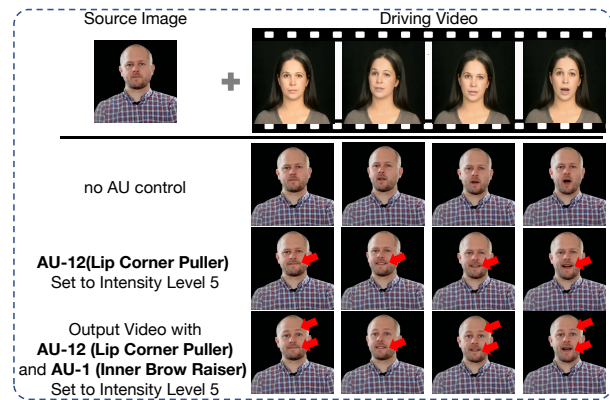 Source Image
Driving Video
no AU control
AU-12(Lip Corner Puller)
Set to Intensity Level 5
Output Video with
AU-12 (Lip Corner Puller)
and AU-1 (Inner Brow Raiser)
Set to Intensity Level 5